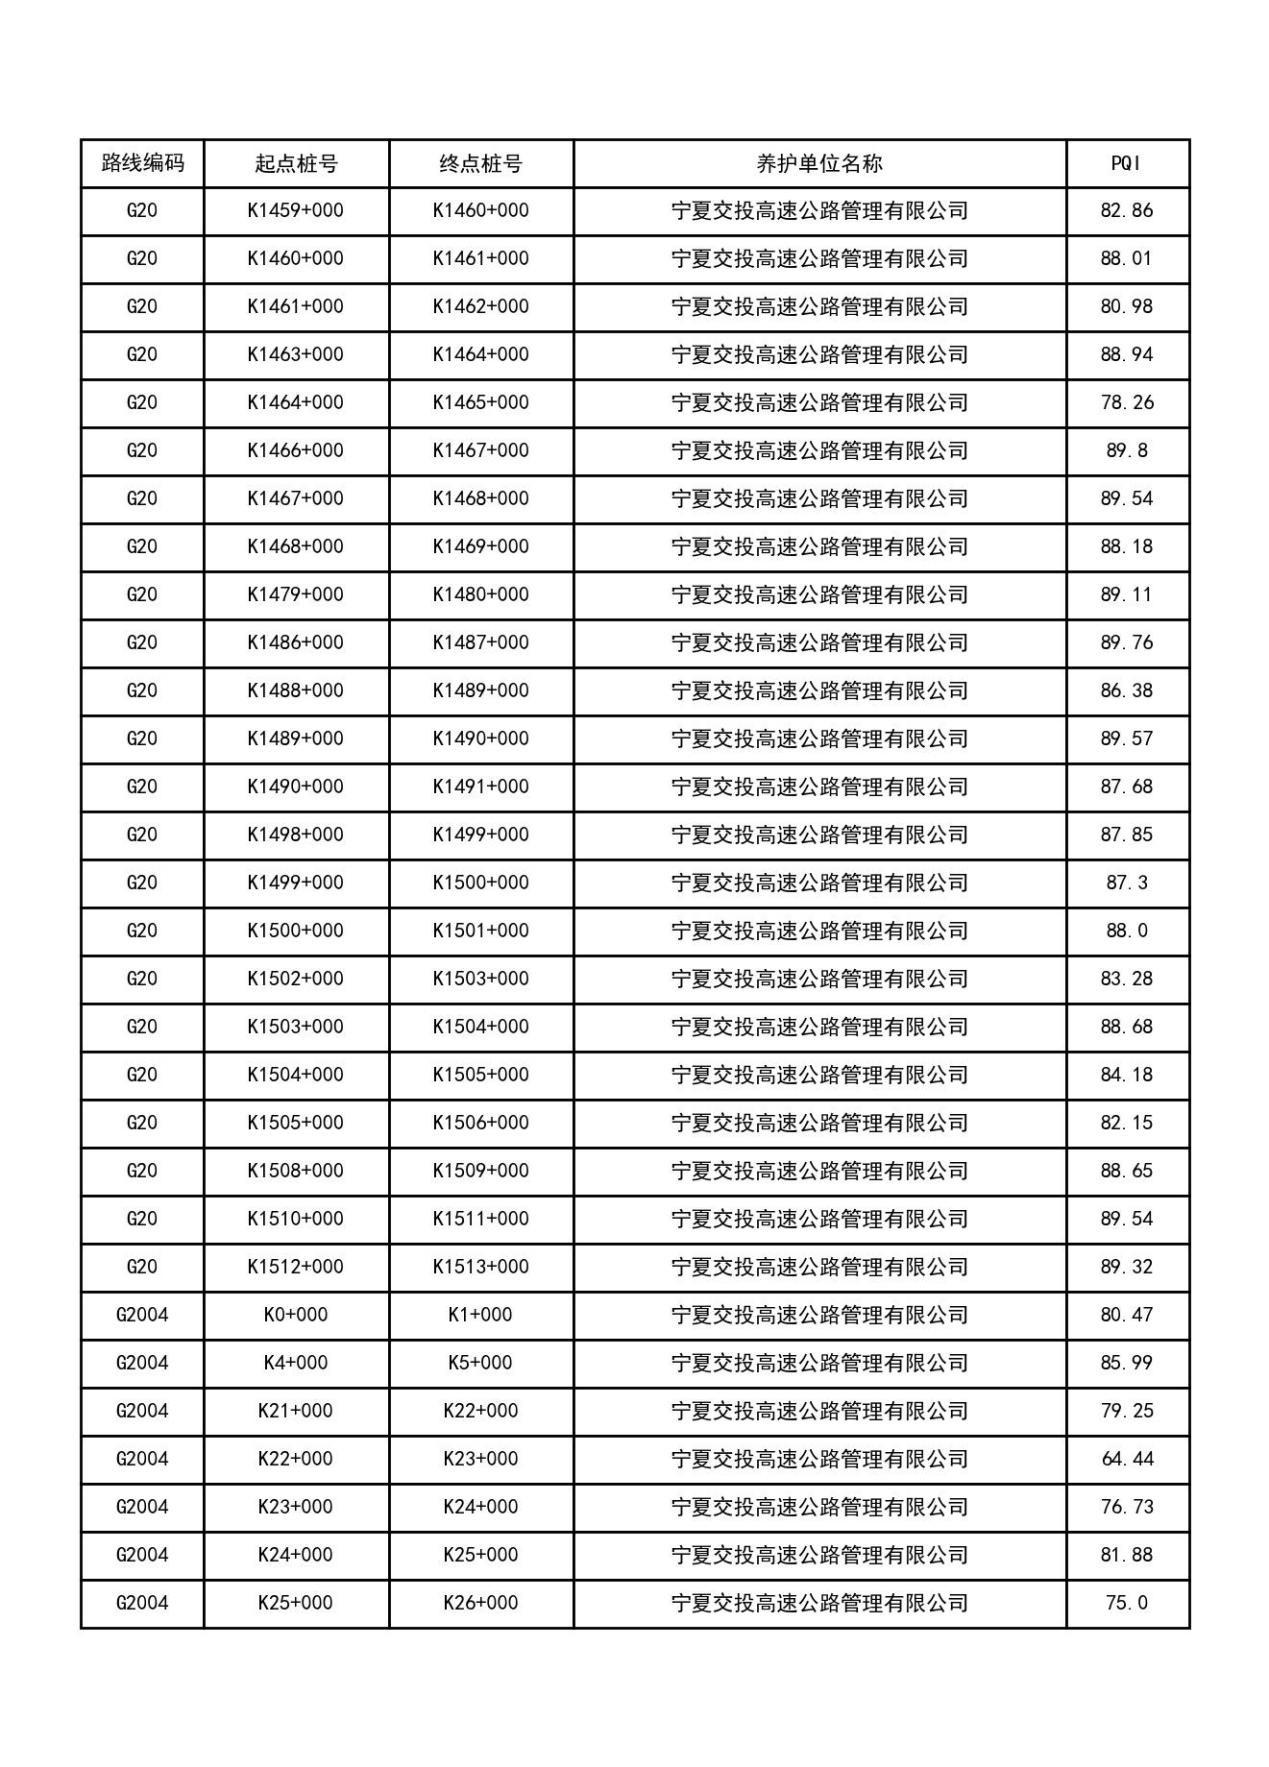 路线编码 起点桩号 终点桩号 养护单位名称 PQI
G20 K1459+000 K1460+000 宁夏交投高速公路管理有限公司 82.86
G20 K1460+000 K1461+000 宁夏交投高速公路管理有限公司 88.01
G20 K1461+000 K1462+000 宁夏交投高速公路管理有限公司 80.98
G20 K1463+000 K1464+000 宁夏交投高速公路管理有限公司 88.94
G20 K1464+000 K1465+000 宁夏交投高速公路管理有限公司 78.26
G20 K1466+000 K1467+000 宁夏交投高速公路管理有限公司 89.8
G20 K1467+000 K1468+000 宁夏交投高速公路管理有限公司 89.54
G20 K1468+000 K1469+000 宁夏交投高速公路管理有限公司 88.18
G20 K1479+000 K1480+000 宁夏交投高速公路管理有限公司 89.11
G20 K1486+000 K1487+000 宁夏交投高速公路管理有限公司 89.76
G20 K1488+000 K1489+000 宁夏交投高速公路管理有限公司 86.38
G20 K1489+000 K1490+000 宁夏交投高速公路管理有限公司 89.57
G20 K1490+000 K1491+000 宁夏交投高速公路管理有限公司 87.68
G20 K1498+000 K1499+000 宁夏交投高速公路管理有限公司 87.85
G20 K1499+000 K1500+000 宁夏交投高速公路管理有限公司 87.3
G20 K1500+000 K1501+000 宁夏交投高速公路管理有限公司 88.0
G20 K1502+000 K1503+000 宁夏交投高速公路管理有限公司 83.28
G20 K1503+000 K1504+000 宁夏交投高速公路管理有限公司 88.68
G20 K1504+000 K1505+000 宁夏交投高速公路管理有限公司 84.18
G20 K1505+000 K1506+000 宁夏交投高速公路管理有限公司 82.15
G20 K1508+000 K1509+000 宁夏交投高速公路管理有限公司 88.65
G20 K1510+000 K1511+000 宁夏交投高速公路管理有限公司 89.54
G20 K1512+000 K1513+000 宁夏交投高速公路管理有限公司 89.32
G2004 K0+000 K1+000 宁夏交投高速公路管理有限公司 80.47
G2004 K4+000 K5+000 宁夏交投高速公路管理有限公司 85.99
G2004 K21+000 K22+000 宁夏交投高速公路管理有限公司 79.25
G2004 K22+000 K23+000 宁夏交投高速公路管理有限公司 64.44
G2004 K23+000 K24+000 宁夏交投高速公路管理有限公司 76.73
G2004 K24+000 K25+000 宁夏交投高速公路管理有限公司 81.88
G2004 K25+000 K26+000 宁夏交投高速公路管理有限公司 75.0